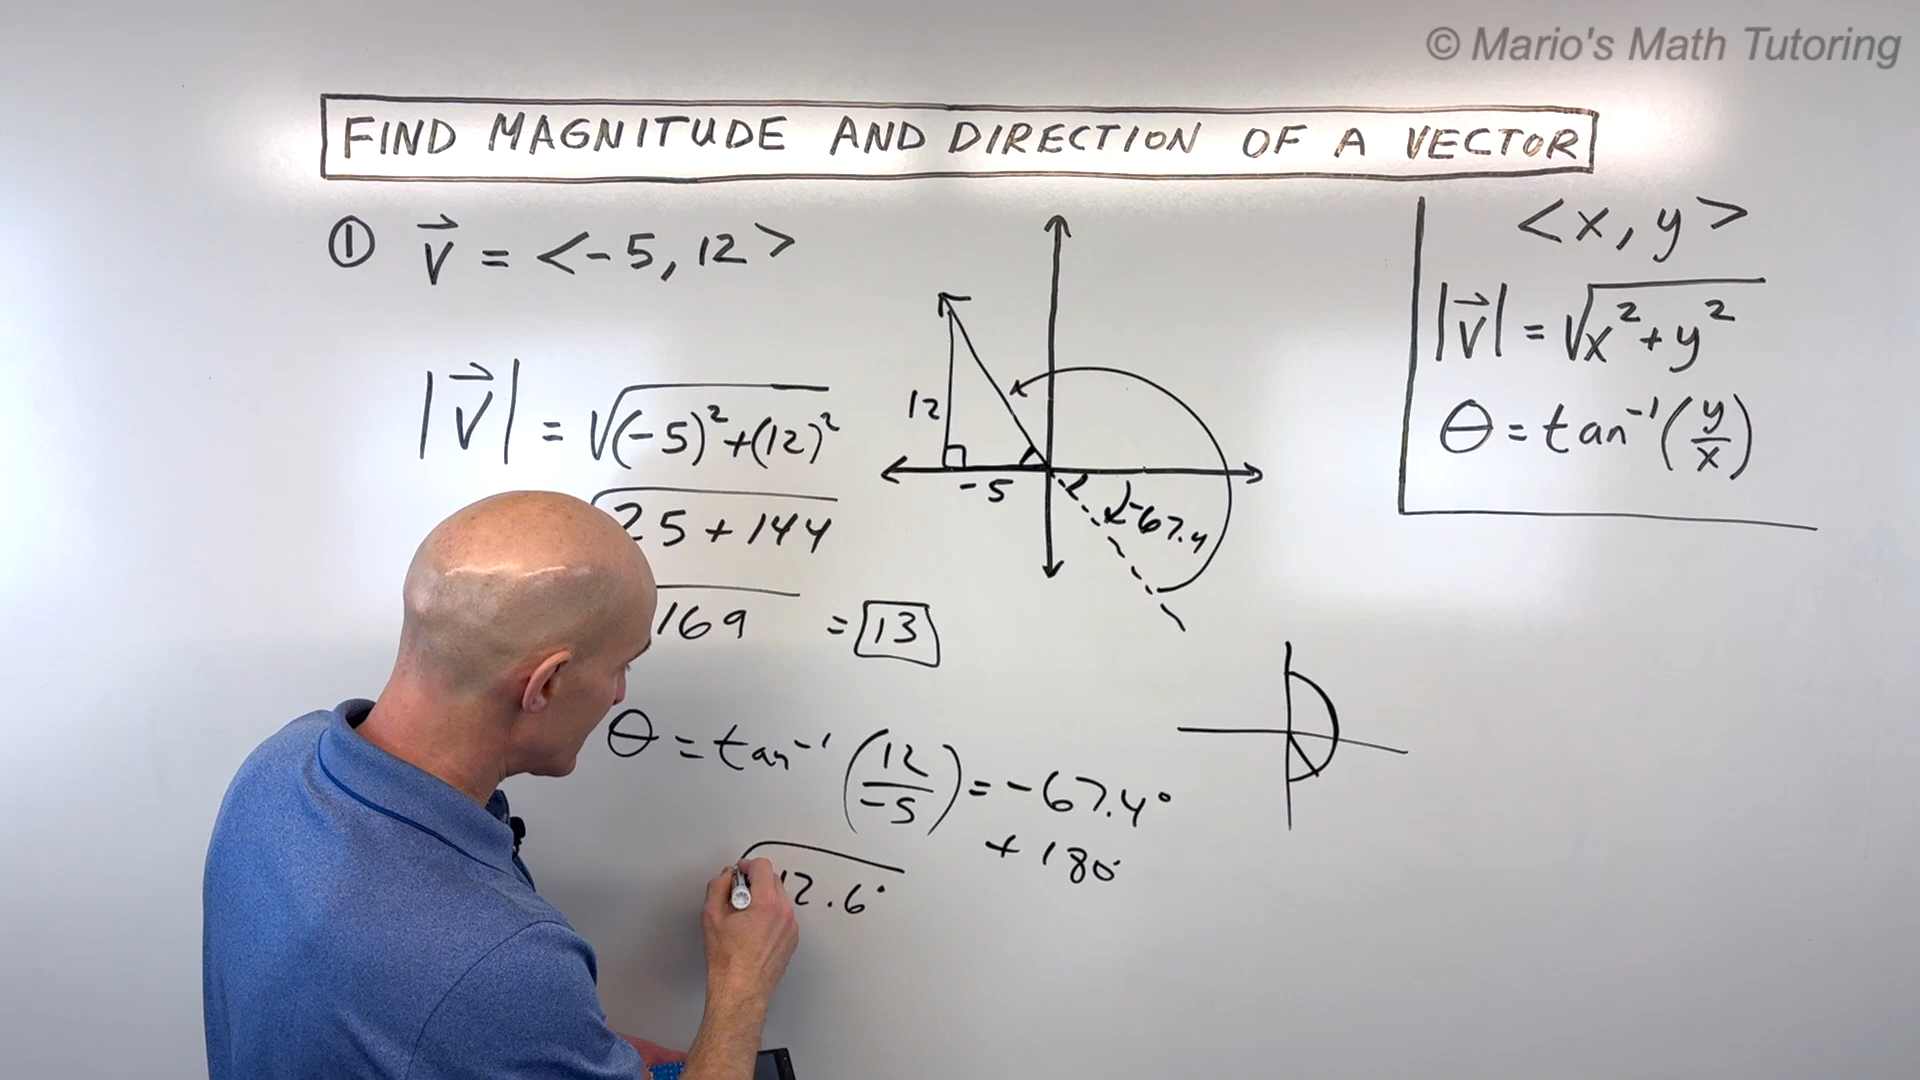 © Mario's Math Tutoring
FIND MAGNITUDE AND DIRECTION OF A VECTOR
① v⃗ = <-5, 12>
|v⃗| = √((-5)²+(12)²)
√(25 + 144)
169 = 13
θ = tan⁻¹(12/-5) = -67.4°
+ 180°
12.6°
12
-5
-67.4
<x, y>
|v⃗| = √(x²+y²)
θ = tan⁻¹(y/x)